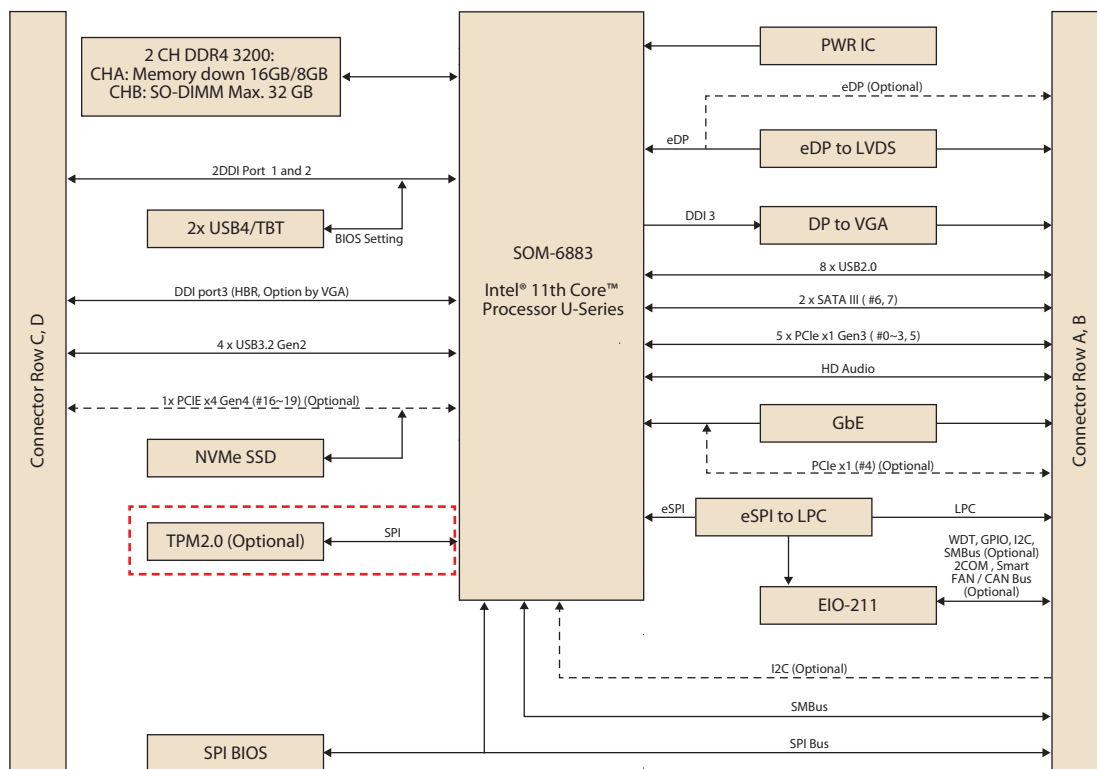 2 CH DDR4 3200:
CHA: Memory down 16GB/8GB
CHB: SO-DIMM Max. 32 GB
PWR IC
eDP (Optional)
eDP
eDP to LVDS
2DDI Port 1 and 2
2x USB4/TBT
BIOS Setting
DDI 3
DP to VGA
SOM-6883
Intel® 11th Core™
Processor U-Series
8 x USB2.0
DDI port3 (HBR, Option by VGA)
2 x SATA III ( #6, 7)
4 x USB3.2 Gen2
5 x PCIe x1 Gen3 ( #0~3, 5)
HD Audio
1x PCIE x4 Gen4 (#16~19) (Optional)
NVMe SSD
GbE
PCIe x1 (#4) (Optional)
TPM2.0 (Optional)
SPI
eSPI
eSPI to LPC
LPC
WDT, GPIO, I2C,
SMBus (Optional)
2COM , Smart
FAN / CAN Bus
(Optional)
EIO-211
I2C (Optional)
SMBus
SPI BIOS
SPI Bus
Connector Row C, D
Connector Row A, B